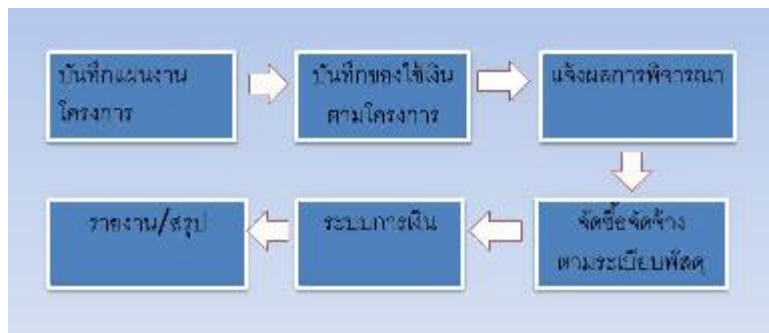 บันทึกแผนงาน
โครงการ
บันทึกของใช้เงิน
ตามโครงการ
แจ้งผลการพิจารณา
จัดซื้อจัดจ้าง
ตามระเบียบพัสดุ
ระบบการเงิน
รายงาน/สรุป